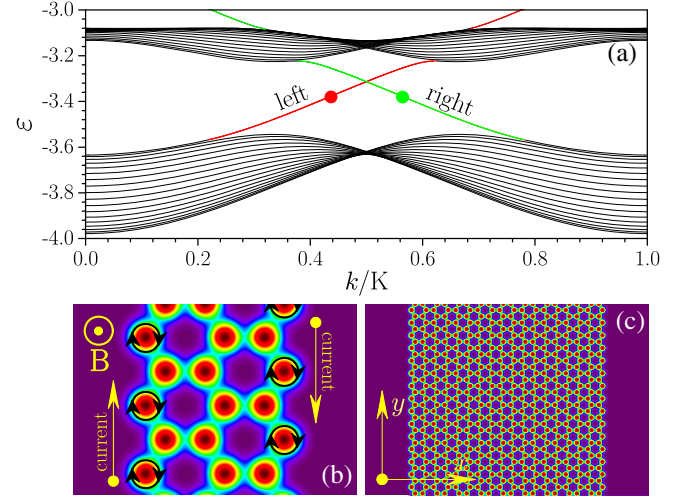 -3.0
(a)
-3.2
left
right
-3.4
ε
-3.6
-3.8
-4.0
0.0
0.2
0.4
0.6
0.8
1.0
k/K
B
current
current
(b)
(c)
y
x